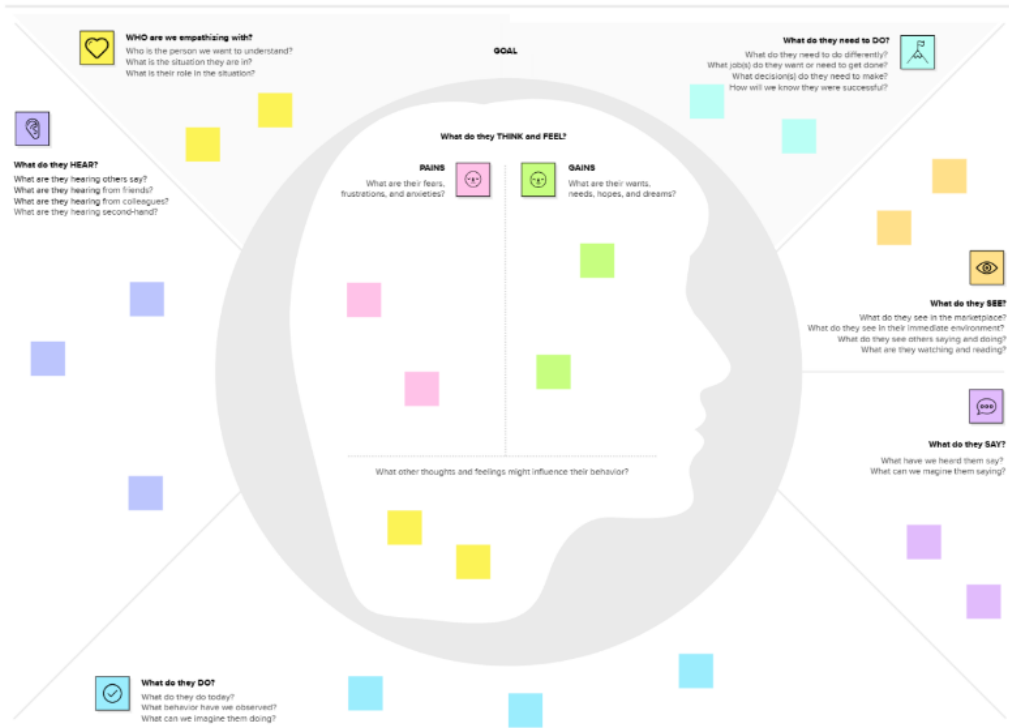 WHO are we empathizing with?
Who is the person we want to understand?
What is the situation they are in?
What is their role in the situation?
GOAL
What do they need to DO?
What do they need to do differently?
What job(s) do they want or need to get done?
What decision(s) do they need to make?
How will we know they were successful?
What do they HEAR?
What are they hearing others say?
What are they hearing from friends?
What are they hearing from colleagues?
What are they hearing second-hand?
What do they THINK and FEEL?
PAINS
What are their fears,
frustrations, and anxieties?
GAINS
What are their wants,
needs, hopes, and dreams?
What do they SEE?
What do they see in the marketplace?
What do they see in their immediate environment?
What do they see others saying and doing?
What are they watching and reading?
What do they SAY?
What have we heard them say?
What can we magine them saying?
What other thoughts and feelings might influence their behavior?
What do they DO?
What do they do today?
What behavior have we observed?
What can we imagine them doing?